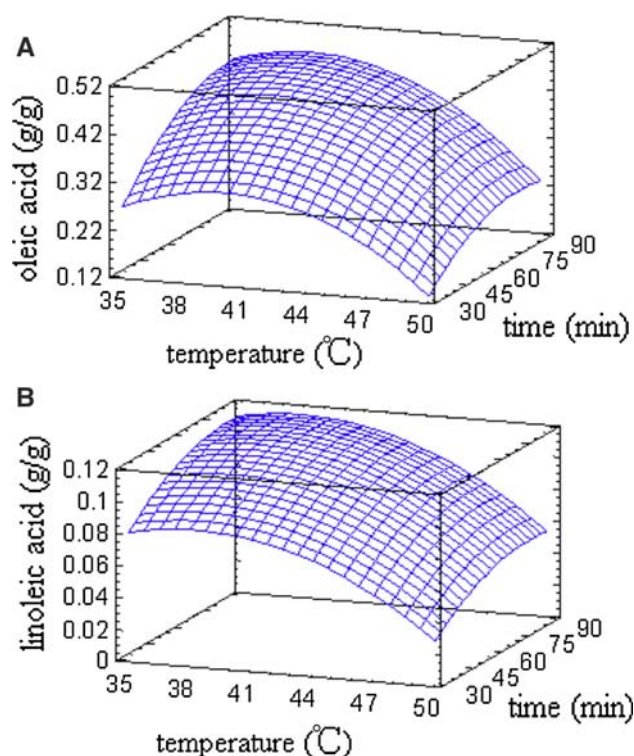 A
oleic acid (g/g)
0.52
0.42
0.32
0.22
0.12
35 38 41 44 47 50
30 45 60 75 90
temperature (℃)
time (min)
B
linoleic acid (g/g)
0.12
0.1
0.08
0.06
0.04
0.02
0
35 38 41 44 47 50
30 45 60 75 90
temperature (℃)
time (min)